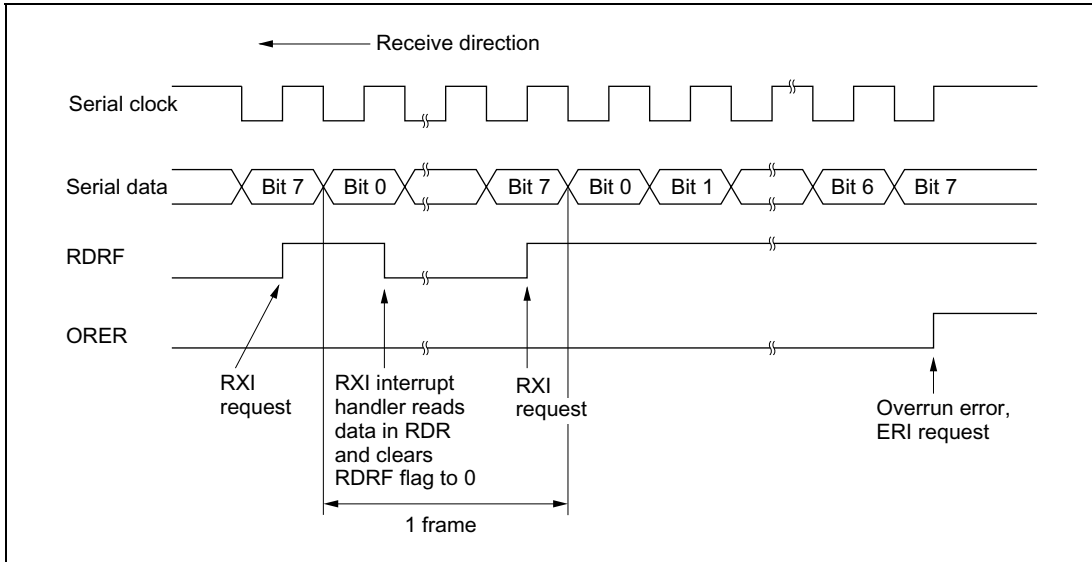 Receive direction
Serial clock
Serial data
Bit 7
Bit 0
Bit 7
Bit 0
Bit 1
Bit 6
Bit 7
RDRF
ORER
RXI
request
RXI interrupt
handler reads
data in RDR
and clears
RDRF flag to 0
RXI
request
Overrun error,
ERI request
1 frame